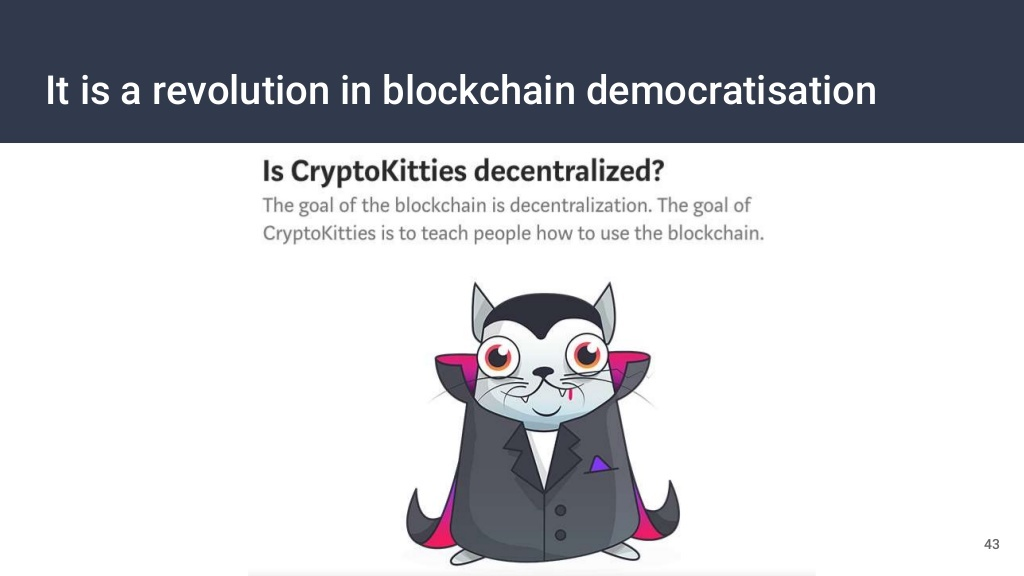 It is a revolution in blockchain democratisation
Is CryptoKitties decentralized?
The goal of the blockchain is decentralization. The goal of
CryptoKitties is to teach people how to use the blockchain.
43